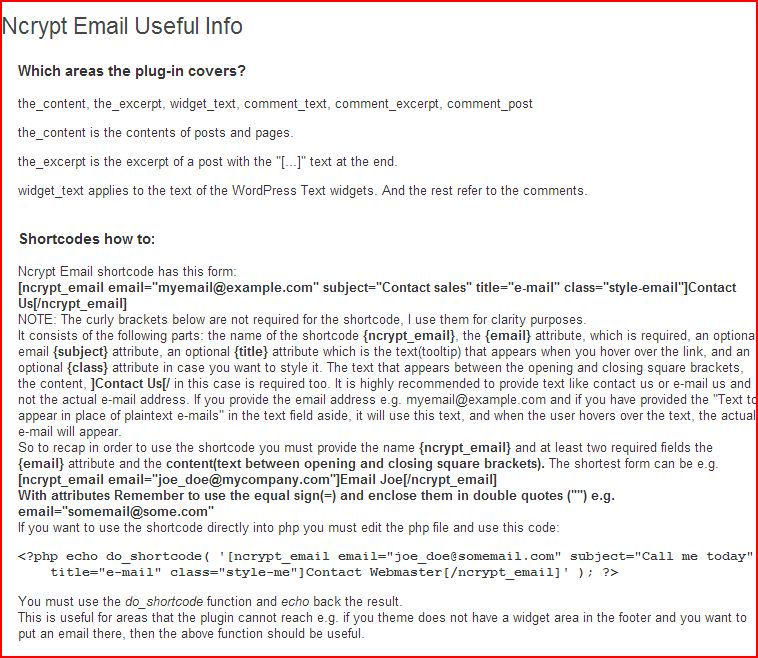 Ncrypt Email Useful Info
Which areas the plug-in covers?
the_content, the_excerpt, widget_text, comment_text, comment_excerpt, comment_post
the_content is the contents of posts and pages.
the_excerpt is the excerpt of a post with the "[...]" text at the end.
widget_text applies to the text of the WordPress Text widgets. And the rest refer to the comments.
Shortcodes how to:
Ncrypt Email shortcode has this form:
[ncrypt_email email="myemail@example.com" subject="Contact sales" title="e-mail" class="style-email"]Contact
Us[/ncrypt_email]
NOTE: The curly brackets below are not required for the shortcode, I use them for clarity purposes.
It consists of the following parts: the name of the shortcode {ncrypt_email}, the {email} attribute, which is required, an optiona
email {subject} attribute, an optional {title} attribute which is the text(tooltip) that appears when you hover over the link, and an
optional {class} attribute in case you want to style it. The text that appears between the opening and closing square brackets,
the content, ]Contact Us[/ in this case is required too. It is highly recommended to provide text like contact us or e-mail us and
not the actual e-mail address. If you provide the email address e.g. myemail@example.com and if you have provided the "Text to
appear in place of plaintext e-mails" in the text field aside, it will use this text, and when the user hovers over the text, the actual
e-mail will appear.
So to recap in order to use the shortcode you must provide the name {ncrypt_email} and at least two required fields the
{email} attribute and the content(text between opening and closing square brackets). The shortest form can be e.g.
[ncrypt_email email="joe_doe@mycompany.com"]Email Joe[/ncrypt_email]
With attributes Remember to use the equal sign(=) and enclose them in double quotes ("") e.g.
email="somemail@some.com"
If you want to use the shortcode directly into php you must edit the php file and use this code:
<?php echo do_shortcode( '[ncrypt_email email="joe_doe@somemail.com" subject="Call me today"
title="e-mail" class="style-me"]Contact Webmaster[/ncrypt_email]' ); ?>
You must use the do_shortcode function and echo back the result.
This is useful for areas that the plugin cannot reach e.g. if you theme does not have a widget area in the footer and you want to
put an email there, then the above function should be useful.